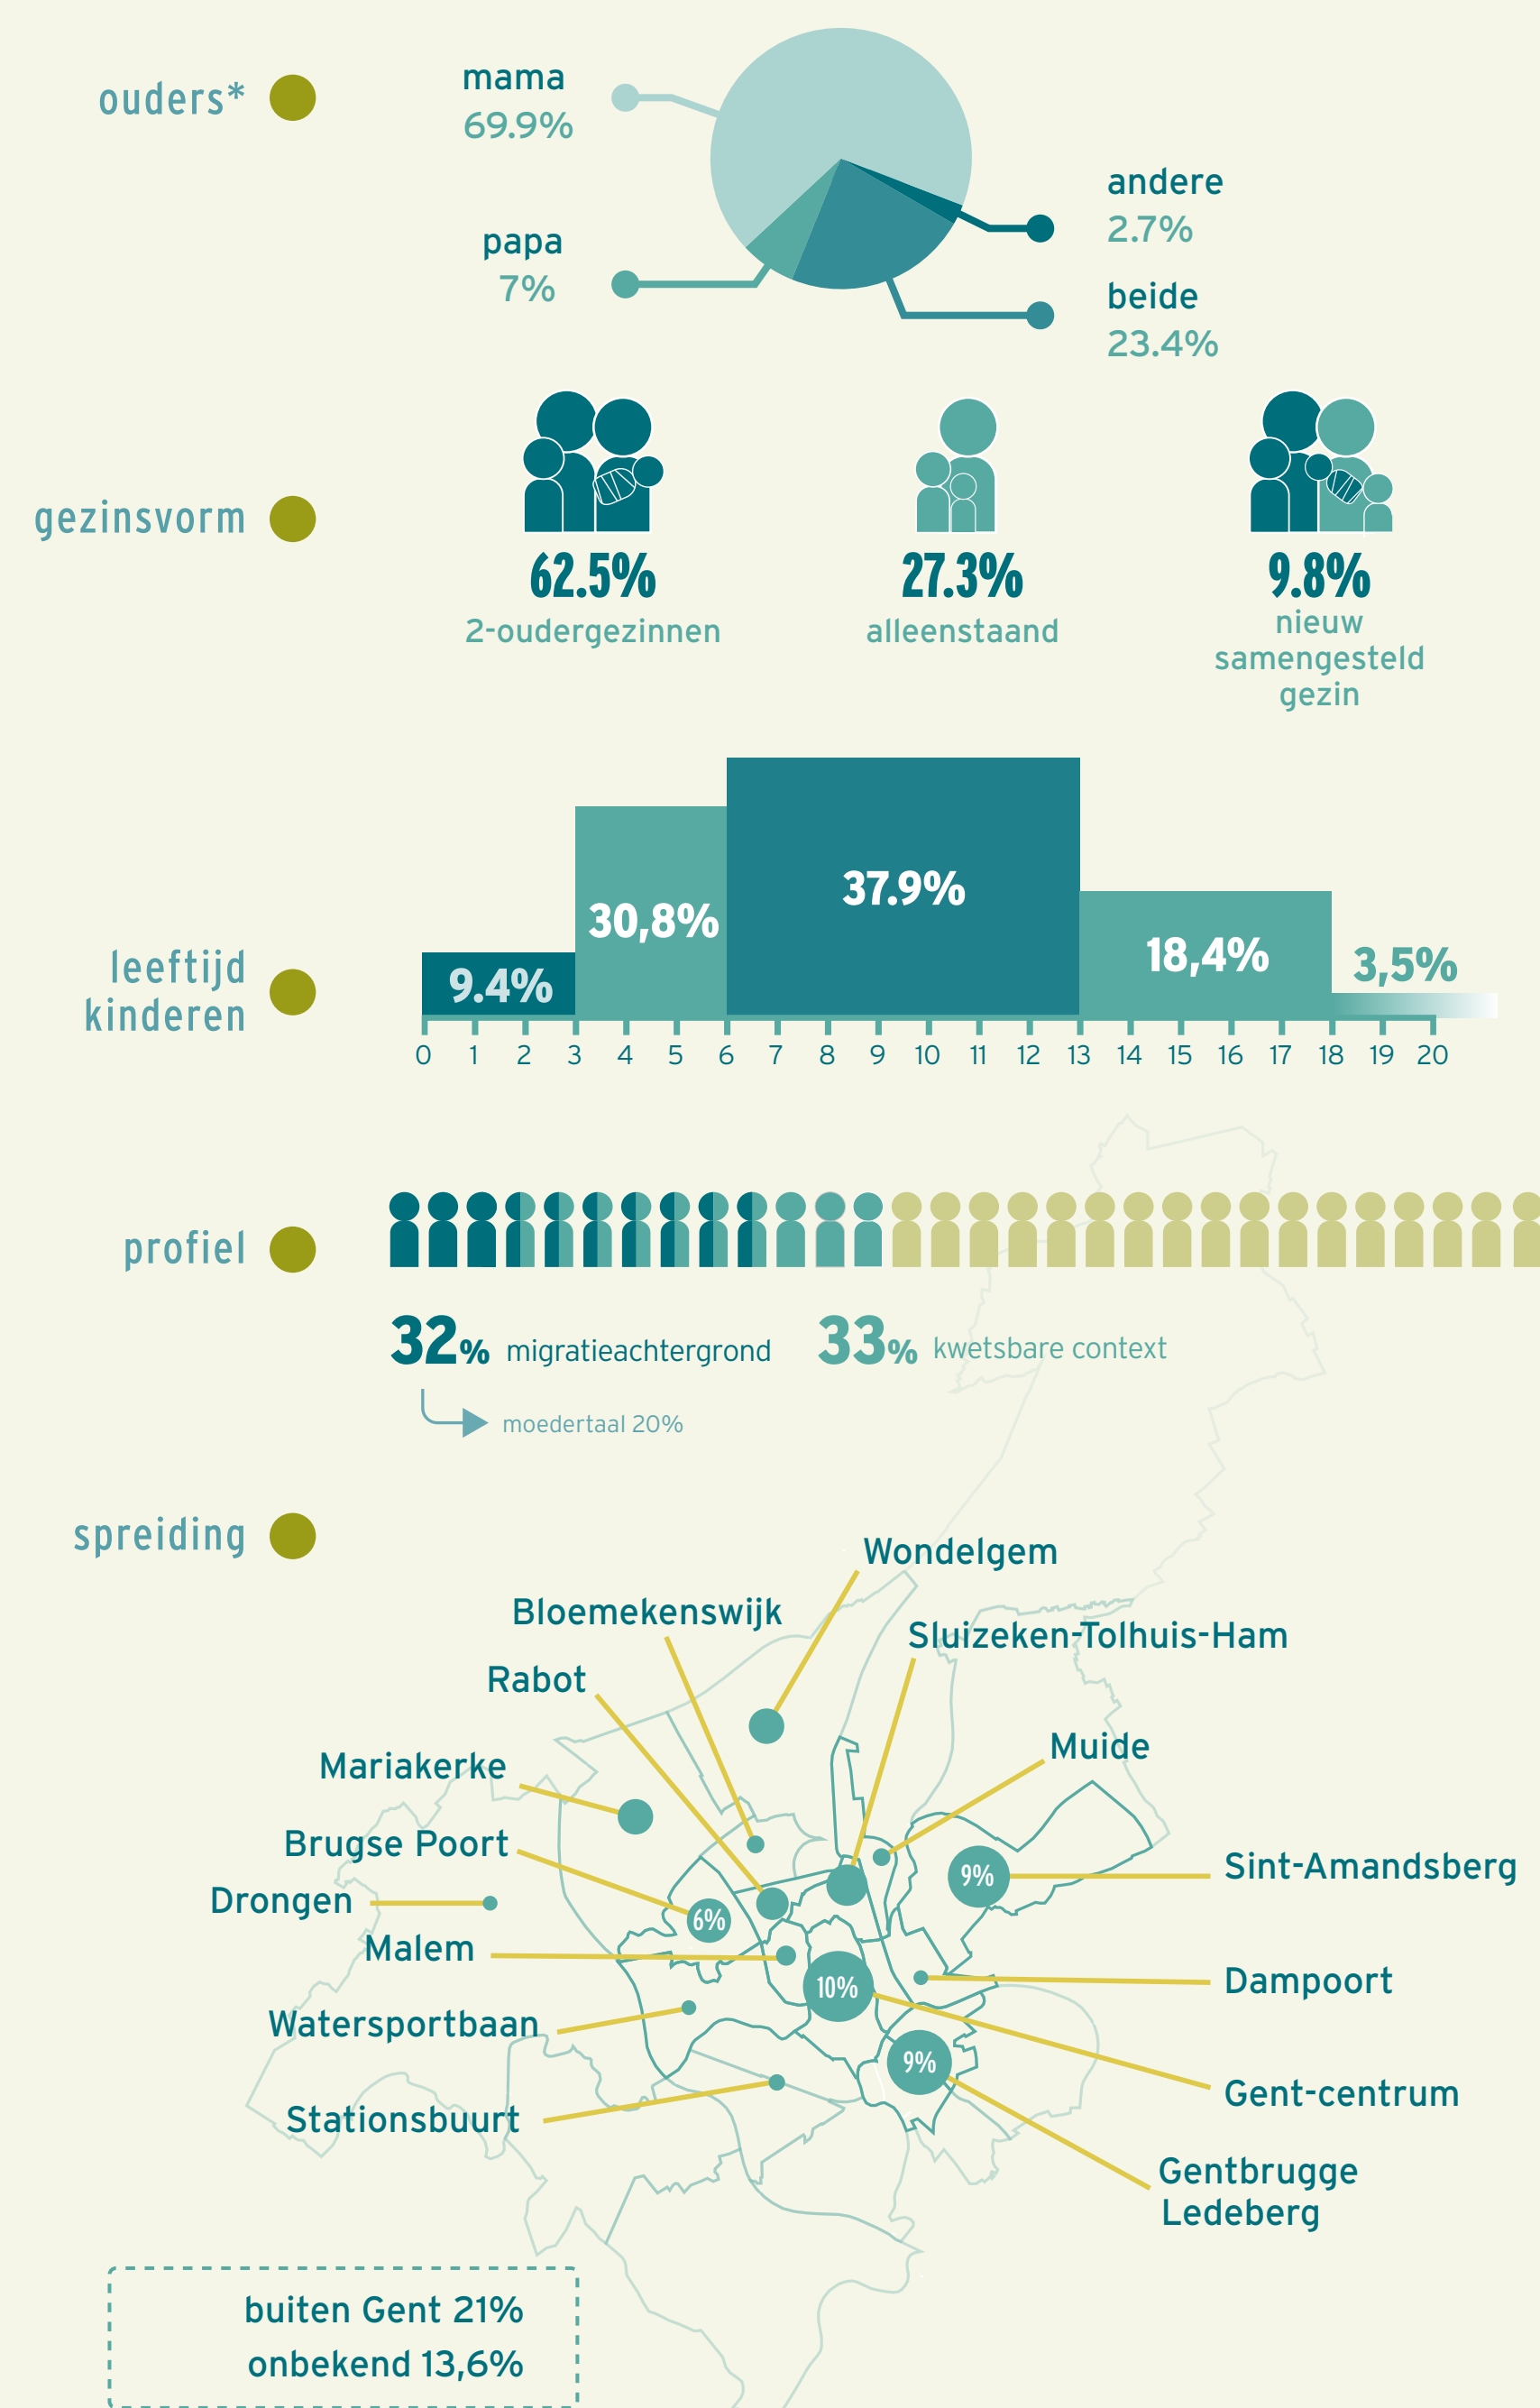 ouders*
mama
69.9%
andere
2.7%
papa
7%
beide
23.4%
gezinsvorm
62.5%
2-oudergezinnen
27.3%
alleenstaand
9.8%
nieuw
samengesteld
gezin
leeftijd
kinderen
9.4%
30,8%
37.9%
18,4%
3,5%
0 1 2 3 4 5 6 7 8 9 10 11 12 13 14 15 16 17 18 19 20
profiel
32% migratieachtergrond
33% kwetsbare context
moedertaal 20%
spreiding
Wondelgem
Bloemekenswijk
Sluizeken-Tolhuis-Ham
Rabot
Muide
Mariakerke
Brugse Poort
Sint-Amandsberg
9%
Drongen
6%
Malem
Dampoort
10%
Watersportbaan
9%
Gent-centrum
Stationsbuurt
Gentbrugge
Ledeberg
buiten Gent 21%
onbekend 13,6%